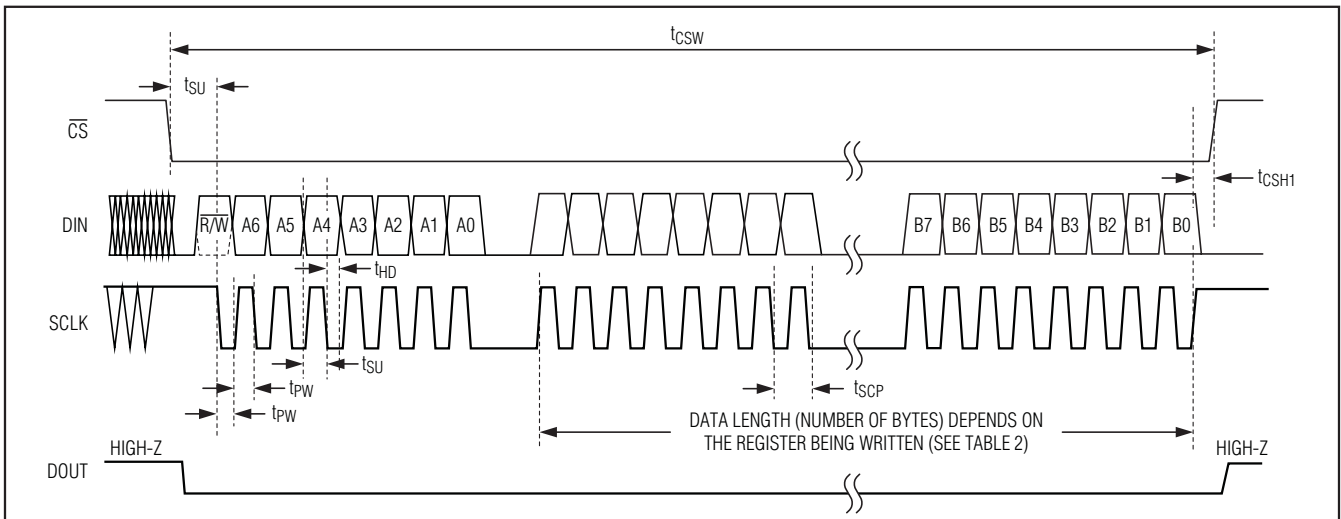 tCSW
tSU
CS
tCSH1
DIN
R/W A6 A5 A4 A3 A2 A1 A0 B7 B6 B5 B4 B3 B2 B1 B0
tHD
SCLK
tSU
tPW
tSCP
tPW
DATA LENGTH (NUMBER OF BYTES) DEPENDS ON
THE REGISTER BEING WRITTEN (SEE TABLE 2)
HIGH-Z HIGH-Z
DOUT